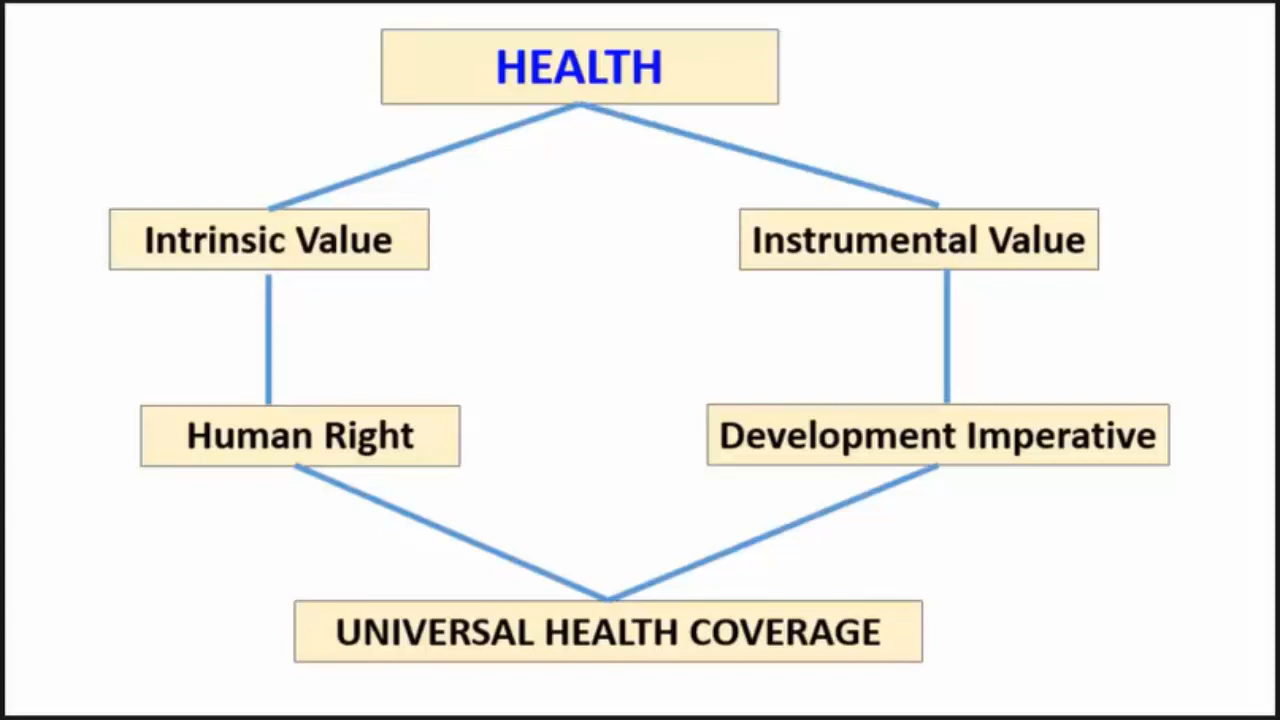 HEALTH
Intrinsic Value
Instrumental Value
Human Right
Development Imperative
UNIVERSAL HEALTH COVERAGE